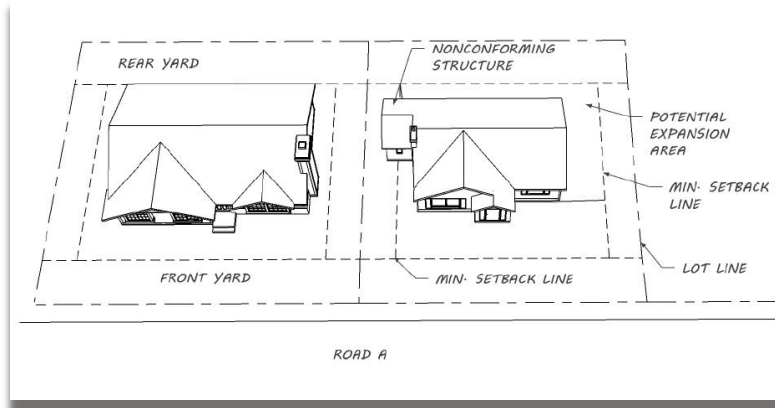 REAR YARD
NONCONFORMING
STRUCTURE
POTENTIAL
EXPANSION
AREA
MIN. SETBACK
LINE
FRONT YARD
MIN. SETBACK LINE
LOT LINE
ROAD A